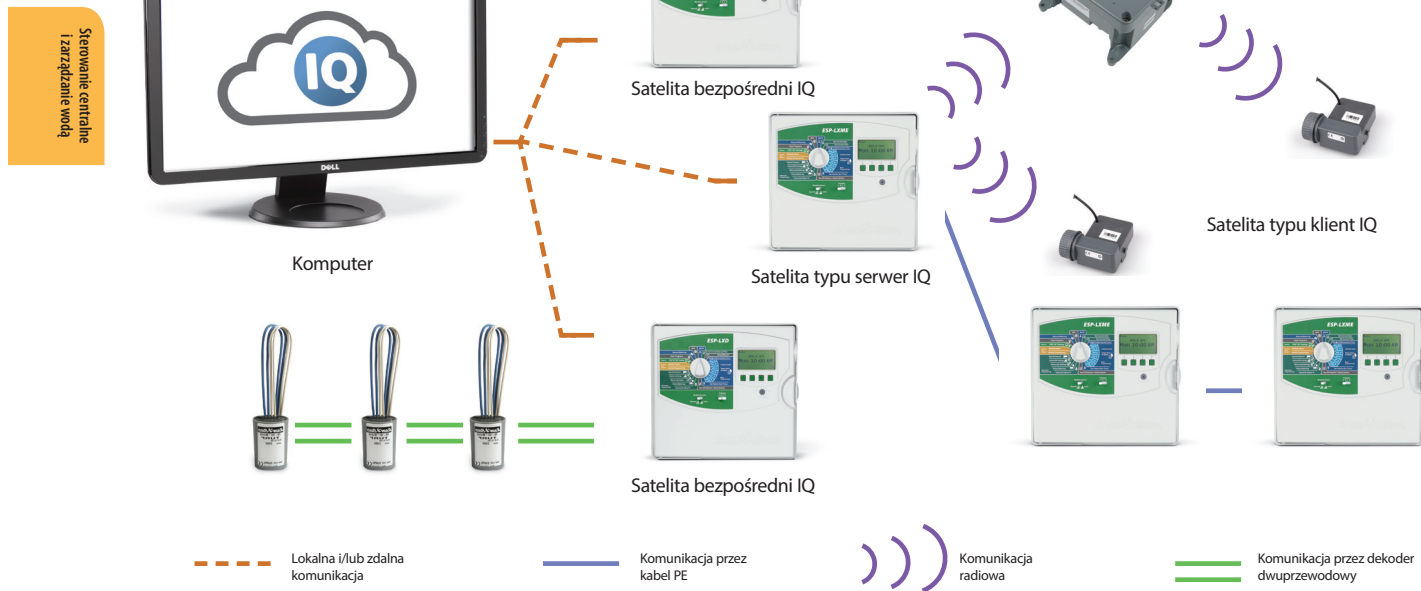 Sterowanie centralne
i zarządzanie wodą
IQ
DELL
Komputer
Satelita bezpośredni IQ
ESP-LXME
Satelita typu serwer IQ
Satelita typu klient IQ
ESP-LXD
Satelita bezpośredni IQ
ESP-LXME
ESP-LXME
Lokalna i/lub zdalna
komunikacja
Komunikacja przez
kabel PE
Komunikacja
radiowa
Komunikacja przez dekoder
dwuprzewodowy